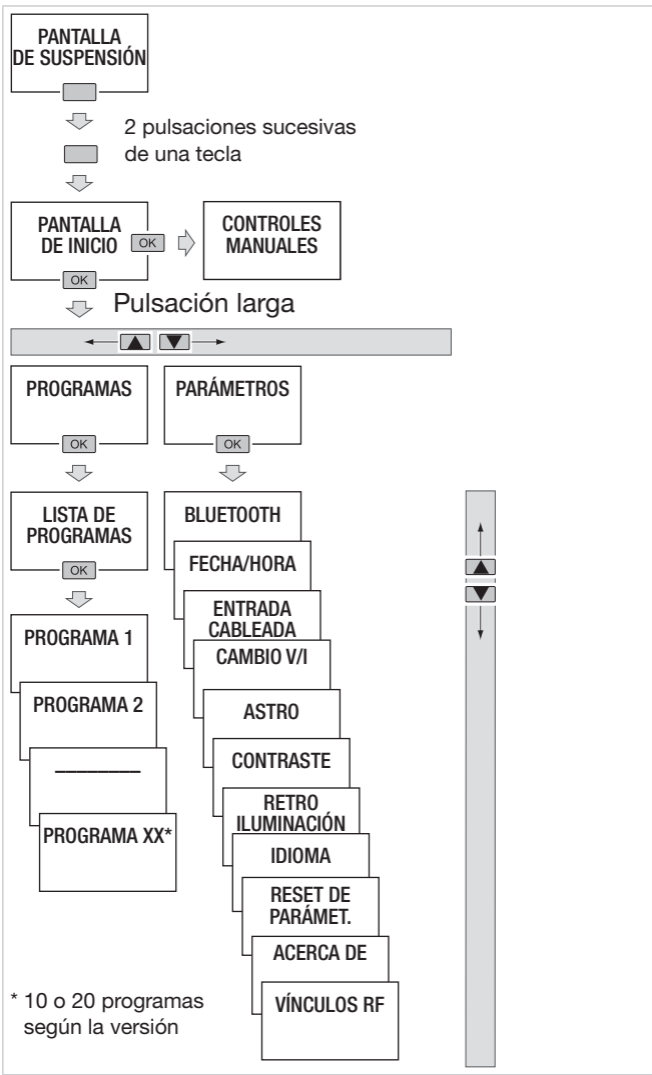 PANTALLA
DE SUSPENSIÓN
2 pulsaciones sucesivas
de una tecla
PANTALLA
DE INICIO
OK
CONTROLES
MANUALES
OK
Pulsación larga
PROGRAMAS
PARÁMETROS
OK
OK
LISTA DE
PROGRAMAS
OK
BLUETOOTH
FECHA/HORA
ENTRADA
CABLEADA
CAMBIO V/I
ASTRO
CONTRASTE
RETRO
ILUMINACIÓN
IDIOMA
RESET DE
PARÁMET.
ACERCA DE
VÍNCULOS RF
PROGRAMA 1
PROGRAMA 2
PROGRAMA XX*
* 10 o 20 programas
según la versión